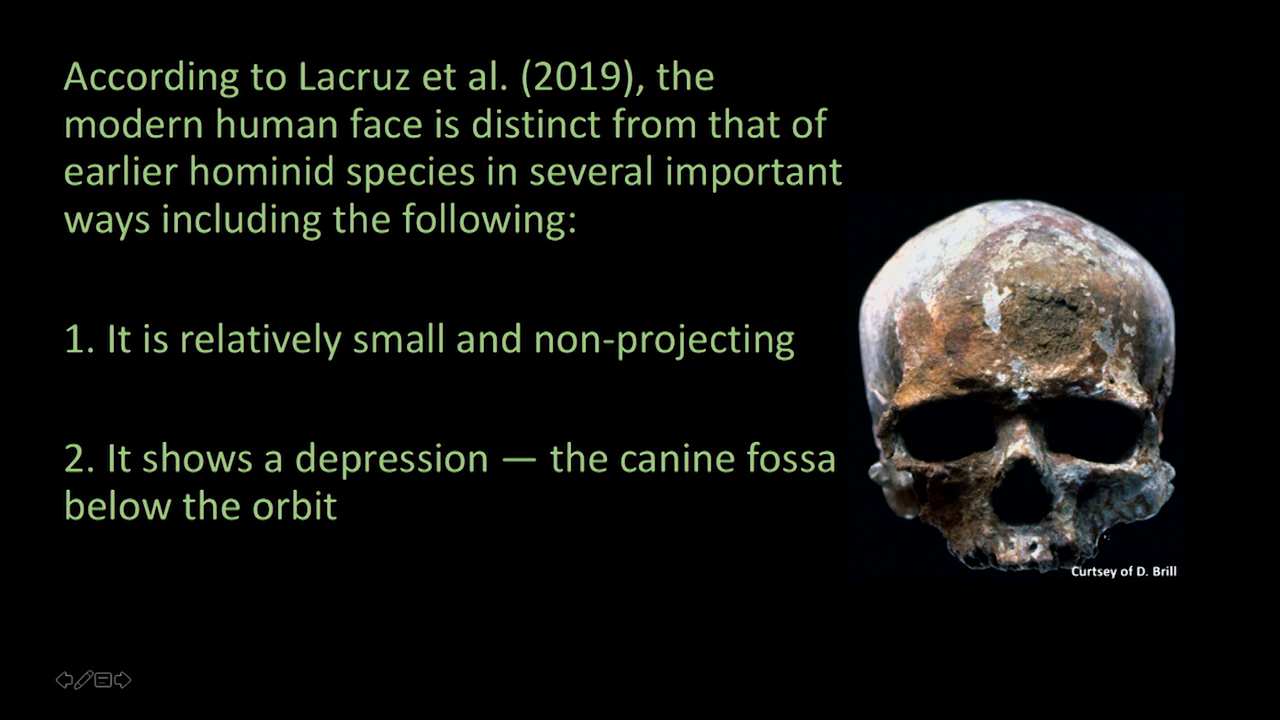 According to Lacruz et al. (2019), the
modern human face is distinct from that of
earlier hominid species in several important
ways including the following:
1. It is relatively small and non-projecting
2. It shows a depression — the canine fossa
below the orbit
Curtsey of D. Brill